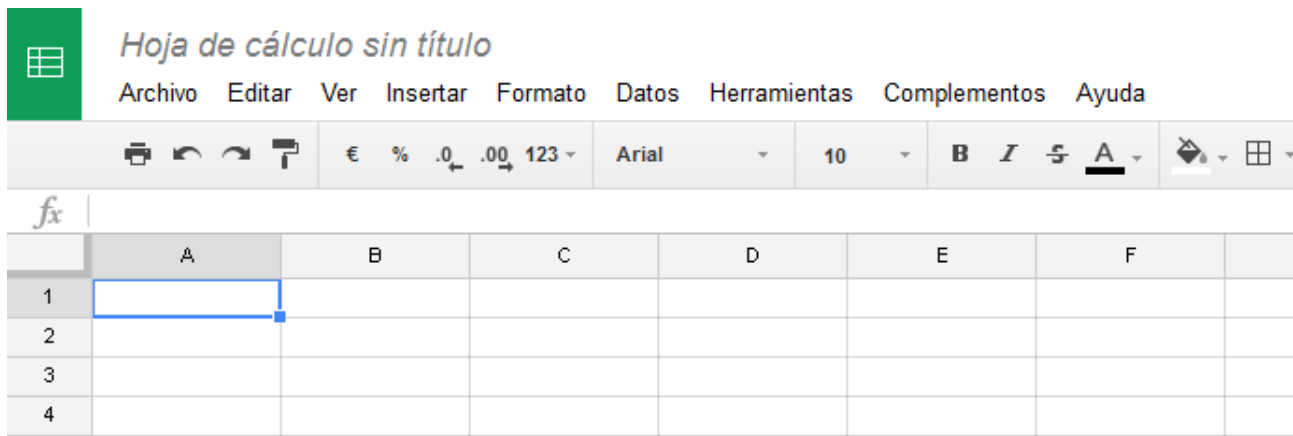 Hoja de cálculo sin título
Archivo Editar Ver Insertar Formato Datos Herramientas Complementos Ayuda
€ % .0 .00 123 Arial 10 B I S A
fx
A B C D E F
1
2
3
4